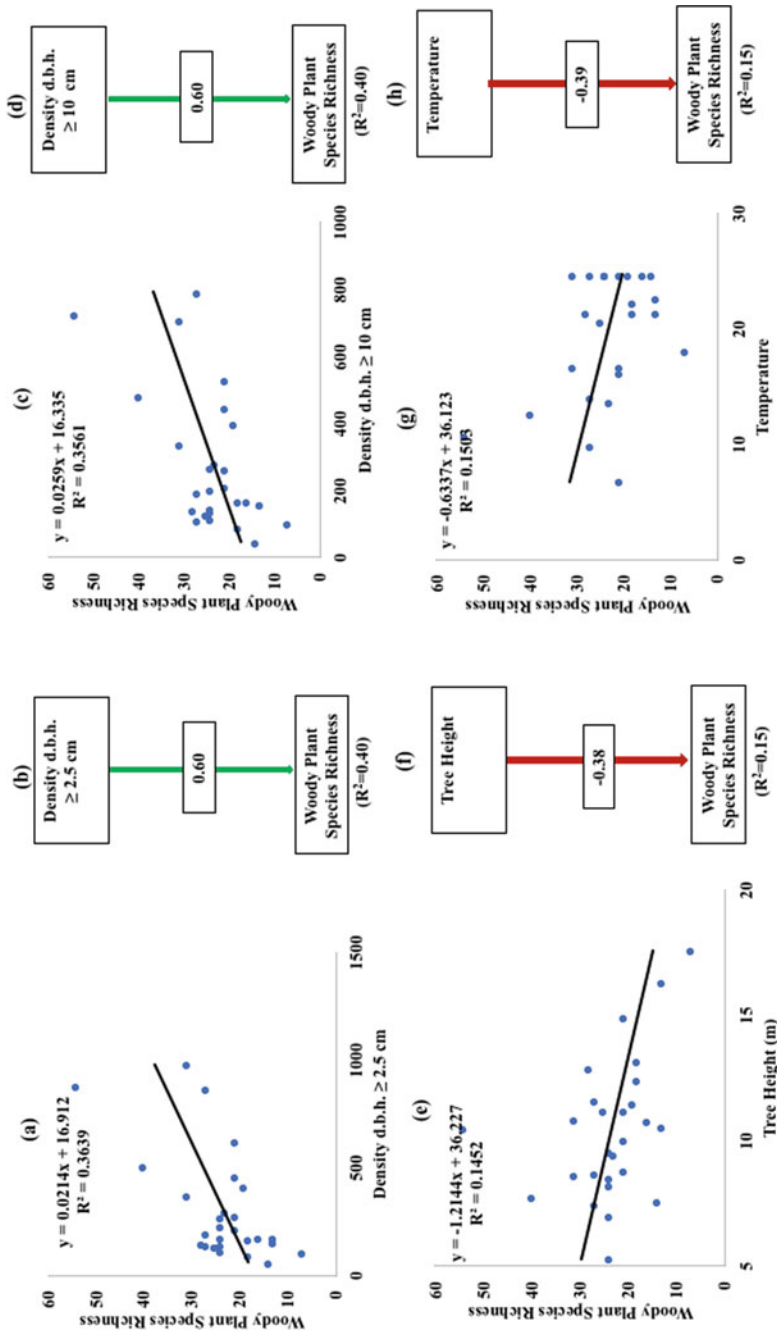 (a)
y = 0.0214x + 16.912
R² = 0.3639
Woody Plant Species Richness
60
50
40
30
20
10
0
0
500
1000
1500
Density d.b.h. ≥ 2.5 cm
(b)
Density d.b.h.
≥ 2.5 cm
0.60
Woody Plant
Species Richness
(R²=0.40)
(c)
y = 0.0259x + 16.335
R² = 0.3561
Woody Plant Species Richness
60
50
40
30
20
10
0
0
200
400
600
800
1000
Density d.b.h. ≥ 10 cm
(d)
Density d.b.h.
≥ 10 cm
0.60
Woody Plant
Species Richness
(R²=0.40)
(e)
y = -1.2144x + 36.227
R² = 0.1452
Woody Plant Species Richness
60
50
40
30
20
10
0
5
10
15
20
Tree Height (m)
(f)
Tree Height
-0.38
Woody Plant
Species Richness
(R²=0.15)
(g)
y = -0.6337x + 36.123
R² = 0.1503
Woody Plant Species Richness
60
50
40
30
20
10
0
0
10
20
30
Temperature
(h)
Temperature
-0.39
Woody Plant
Species Richness
(R²=0.15)